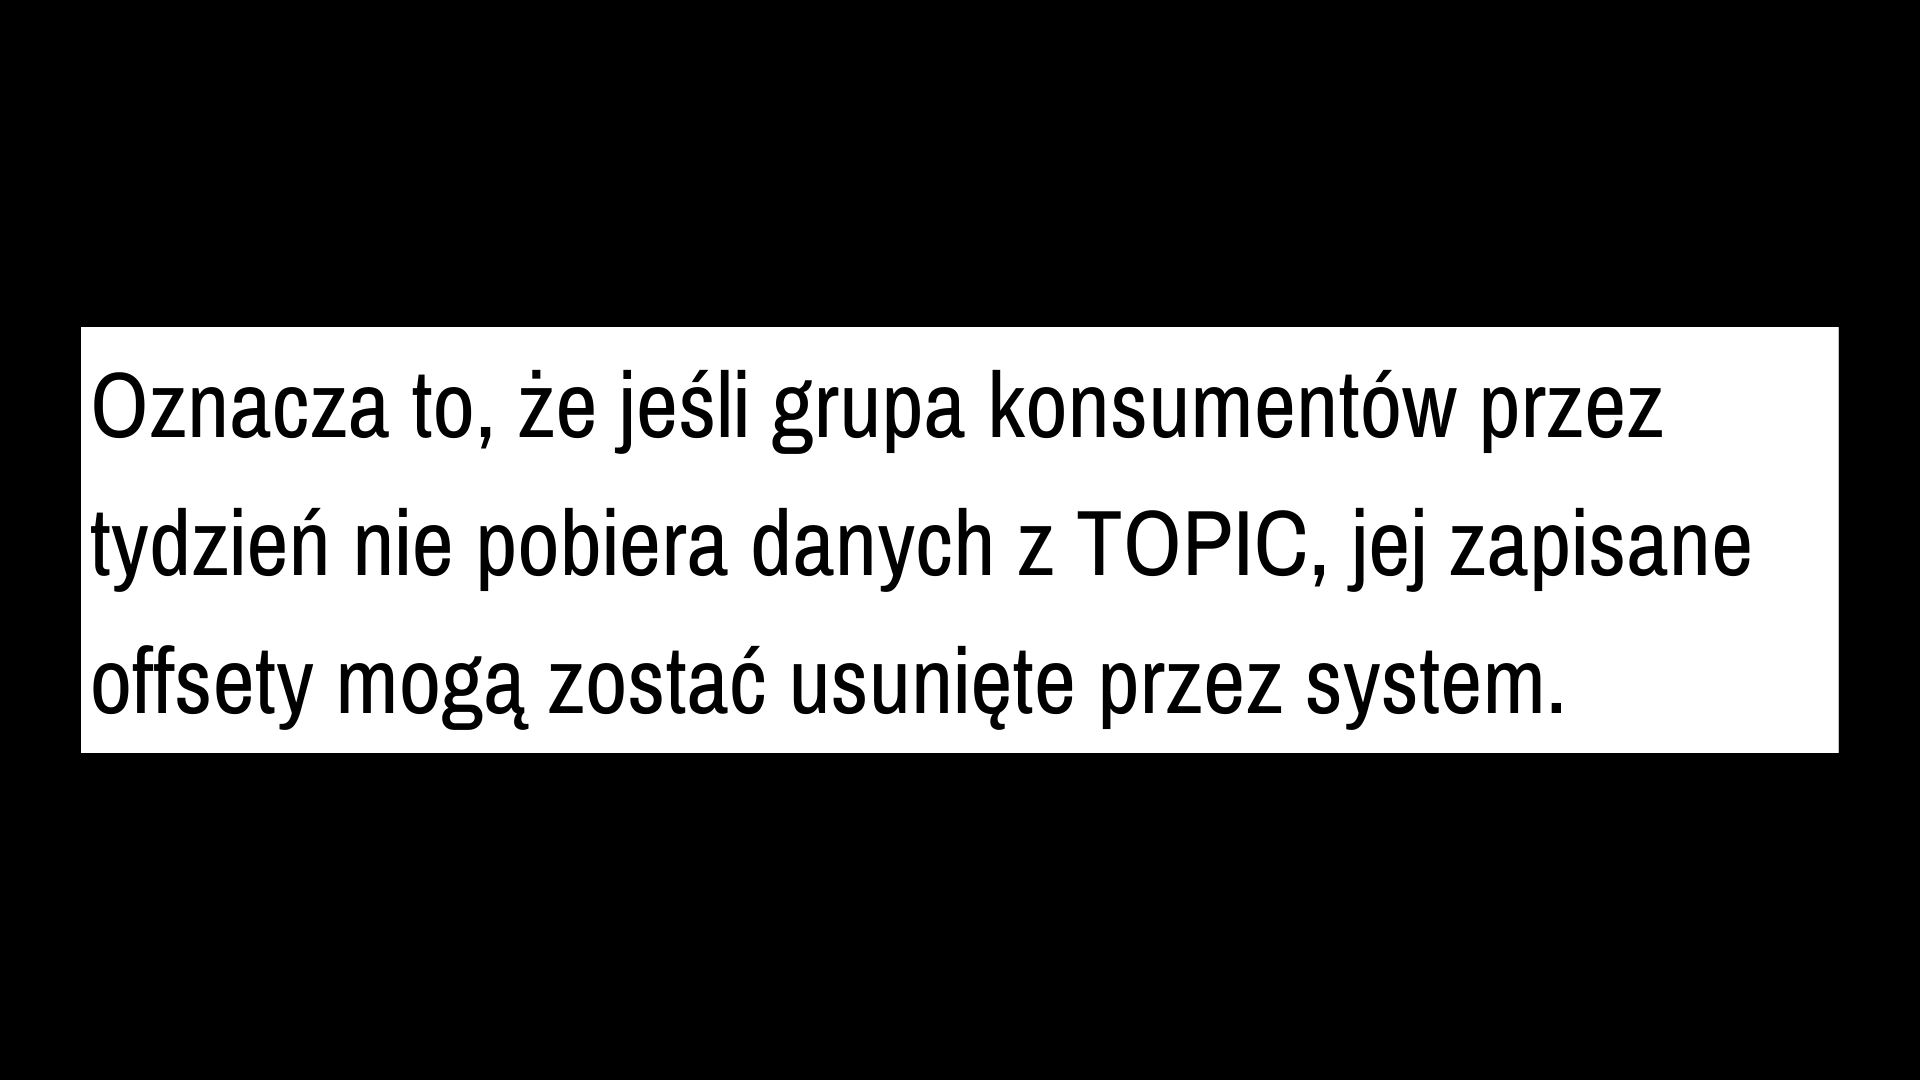 Oznacza to, że jeśli grupa konsumentów przez
tydzień nie pobiera danych z TOPIC, jej zapisane
offsety mogą zostać usunięte przez system.